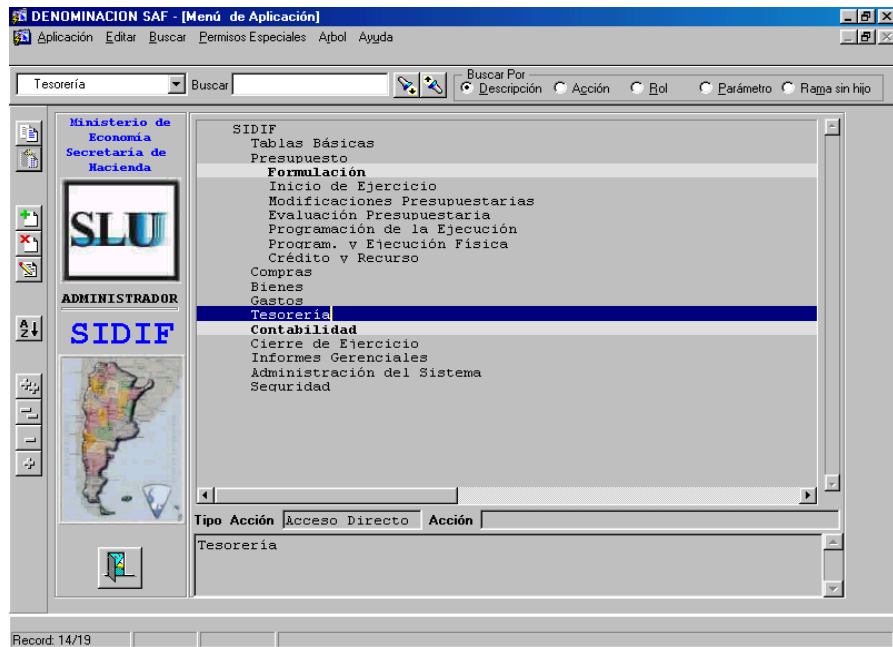 DENOMINACION SAF - [Menú de Aplicación]
Aplicación Editar Buscar Permisos Especiales Arbol Ayuda
Tesorería Buscar Buscar Por
Descripción Acción Rol Parámetro Rama sin hijo
Ministerio de
Economía
Secretaría de
Hacienda
SLU
ADMINISTRADOR
SIDIF
SIDIF
Tablas Básicas
Presupuesto
Formulación
Inicio de Ejercicio
Modificaciones Presupuestarias
Evaluación Presupuestaria
Programación de la Ejecución
Program. y Ejecución Física
Crédito y Recurso
Compras
Bienes
Gastos
Tesorería
Contabilidad
Cierre de Ejercicio
Informes Gerenciales
Administración del Sistema
Seguridad
Tipo Acción Acceso Directo Acción
Tesorería
Record: 14/19